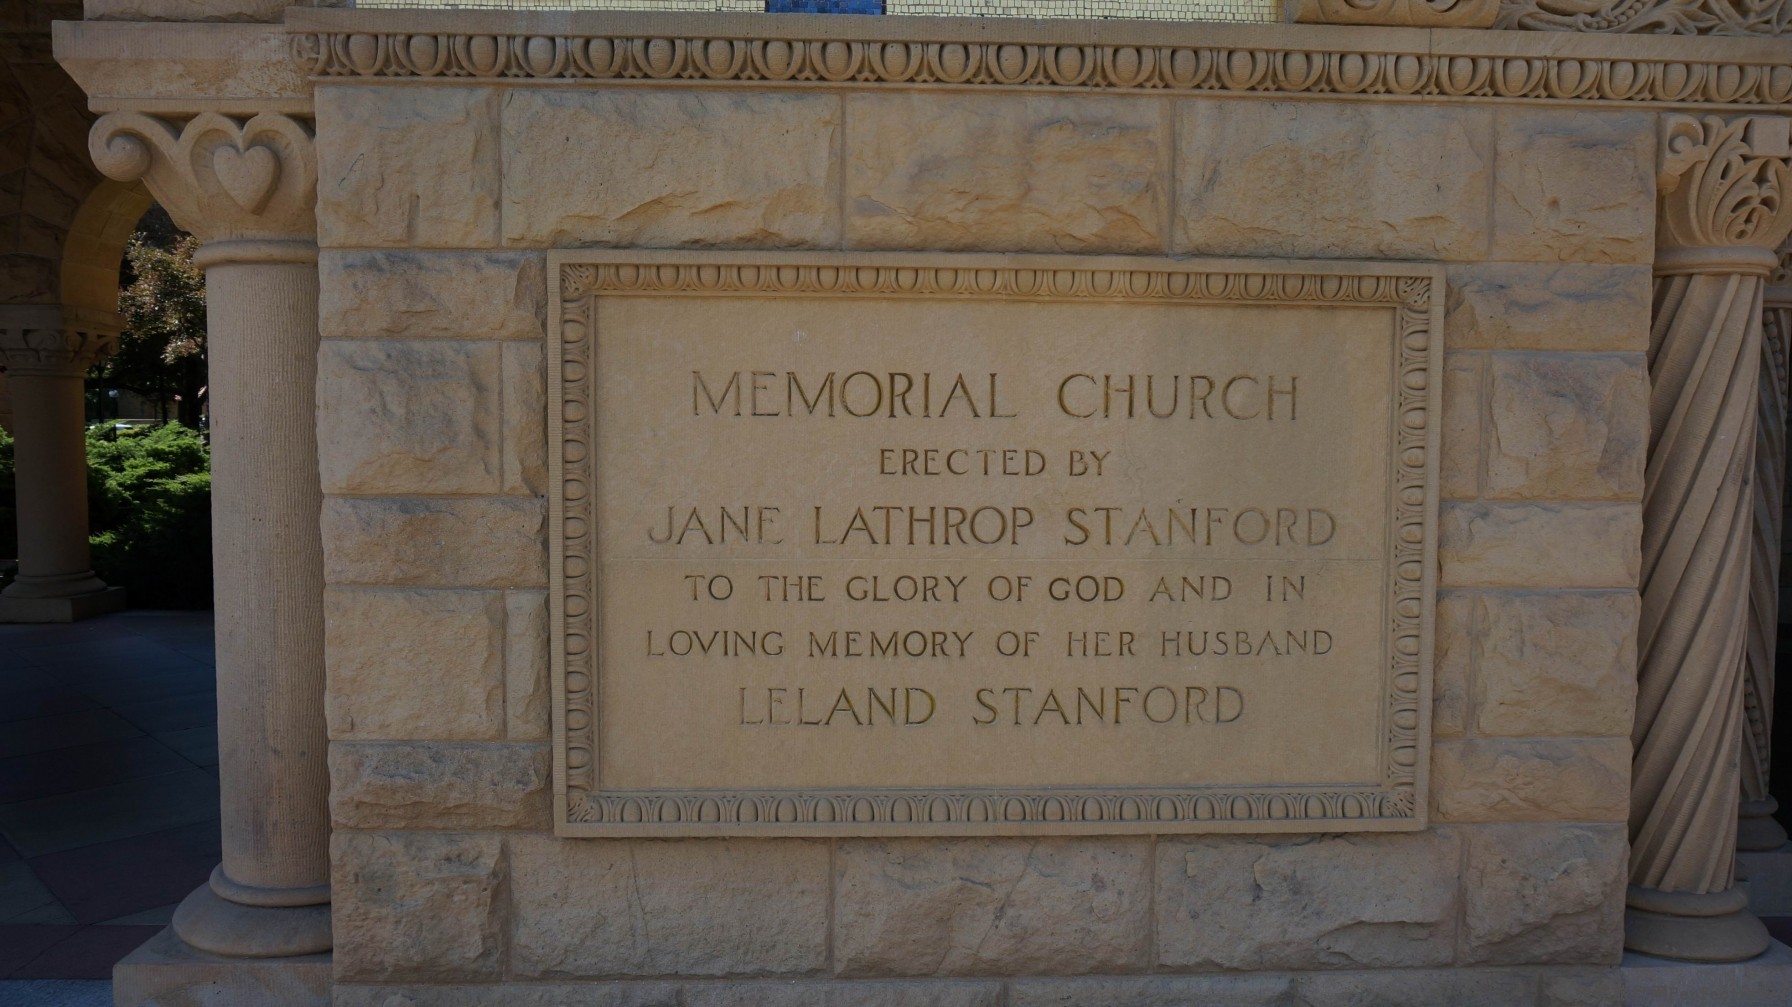 MEMORIAL CHURCH
ERECTED BY
JANE LATHROP STANFORD
TO THE GLORY OF GOD AND IN
LOVING MEMORY OF HER HUSBAND
LELAND STANFORD